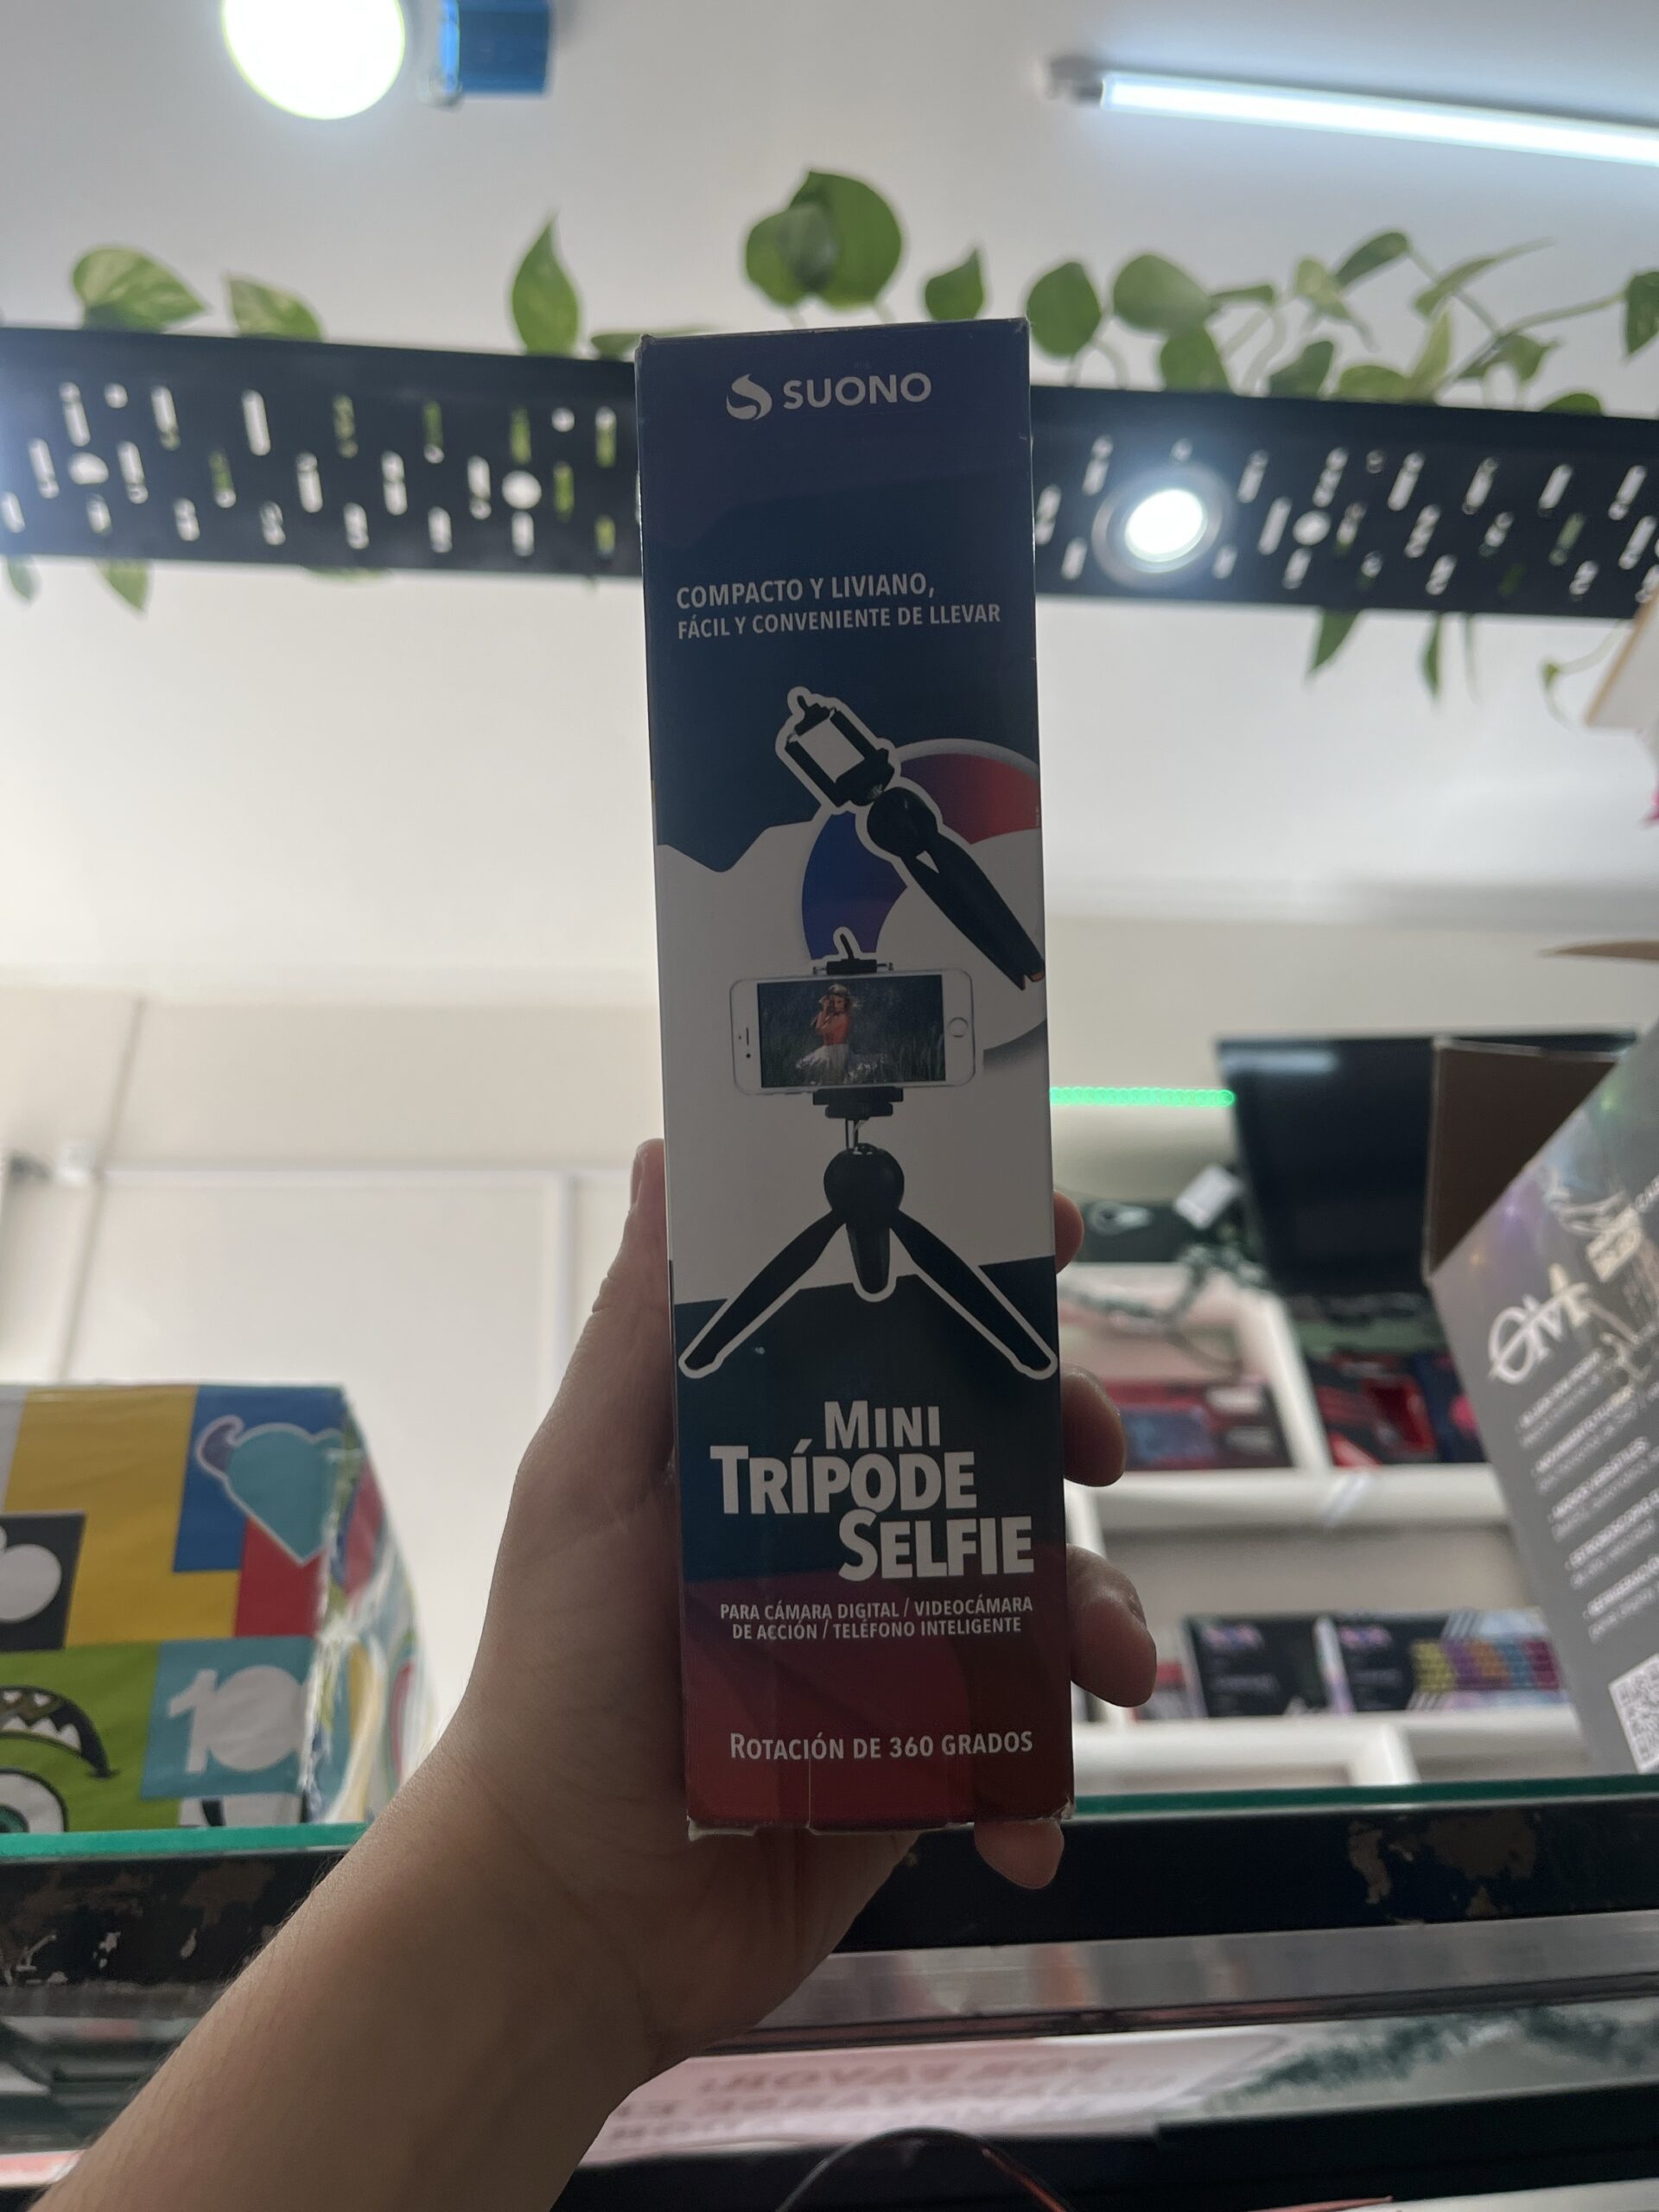 SUONO
COMPACTO Y LIVIANO,
FÁCIL Y CONVENIENTE DE LLEVAR
MINI
TRÍPODE
SELFIE
PARA CÁMARA DIGITAL / VIDEOCÁMARA
DE ACCIÓN / TELÉFONO INTELIGENTE
ROTACIÓN DE 360 GRADOS
10